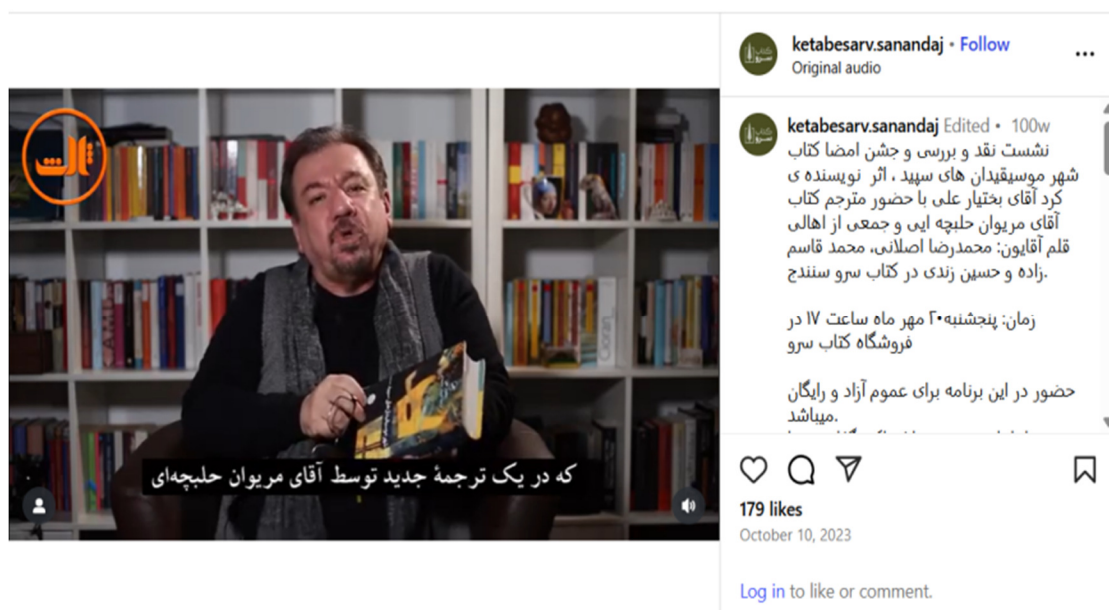 ثالث
که در یک ترجمهٔ جدید توسط آقای مریوان حلبچه‌ای
Cioran
ketabesarv.sanandaj • Follow
Original audio
ketabesarv.sanandaj Edited • 100w
نشست نقد و بررسی و جشن امضا کتاب
شهر موسیقیدان های سپید ، اثر نویسنده ی
کرد آقای بختیار علی با حضور مترجم کتاب
آقای مریوان حلبچه ایی و جمعی از اهالی
قلم آقایون: محمدرضا اصلانی، محمد قاسم
زاده و حسین زندی در کتاب سرو سنندج.
زمان: پنجشنبه۲۰ مهر ماه ساعت ۱۷ در
فروشگاه کتاب سرو
حضور در این برنامه برای عموم آزاد و رایگان
میباشد.
179 likes
October 10, 2023
Log in to like or comment.